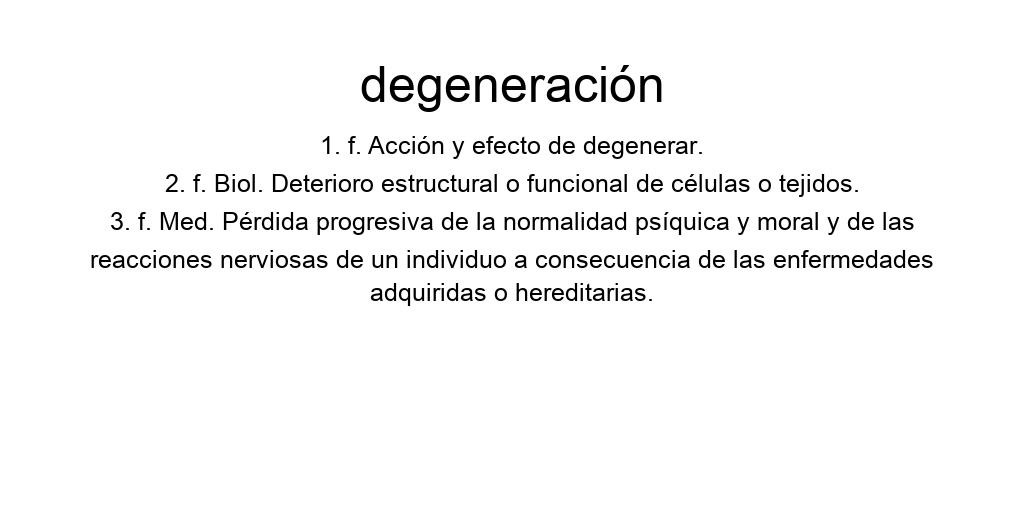 degeneración
1. f. Acción y efecto de degenerar.
2. f. Biol. Deterioro estructural o funcional de células o tejidos.
3. f. Med. Pérdida progresiva de la normalidad psíquica y moral y de las
reacciones nerviosas de un individuo a consecuencia de las enfermedades
adquiridas o hereditarias.